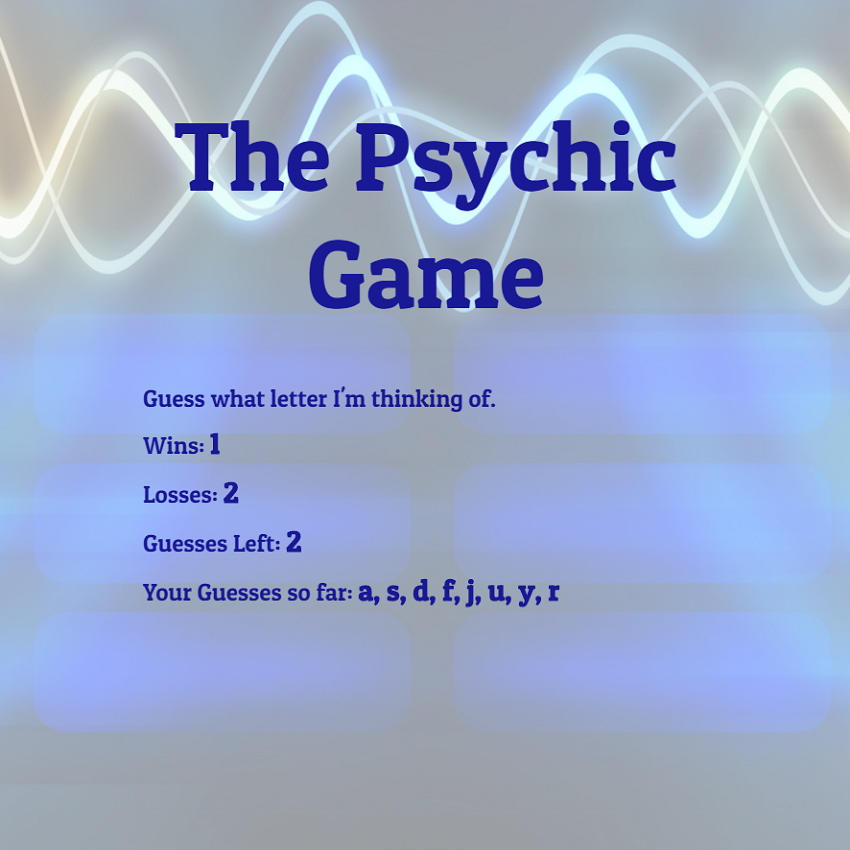 The Psychic
Game
Guess what letter I'm thinking of.
Wins: 1
Losses: 2
Guesses Left: 2
Your Guesses so far: a, s, d, f, j, u, y, r